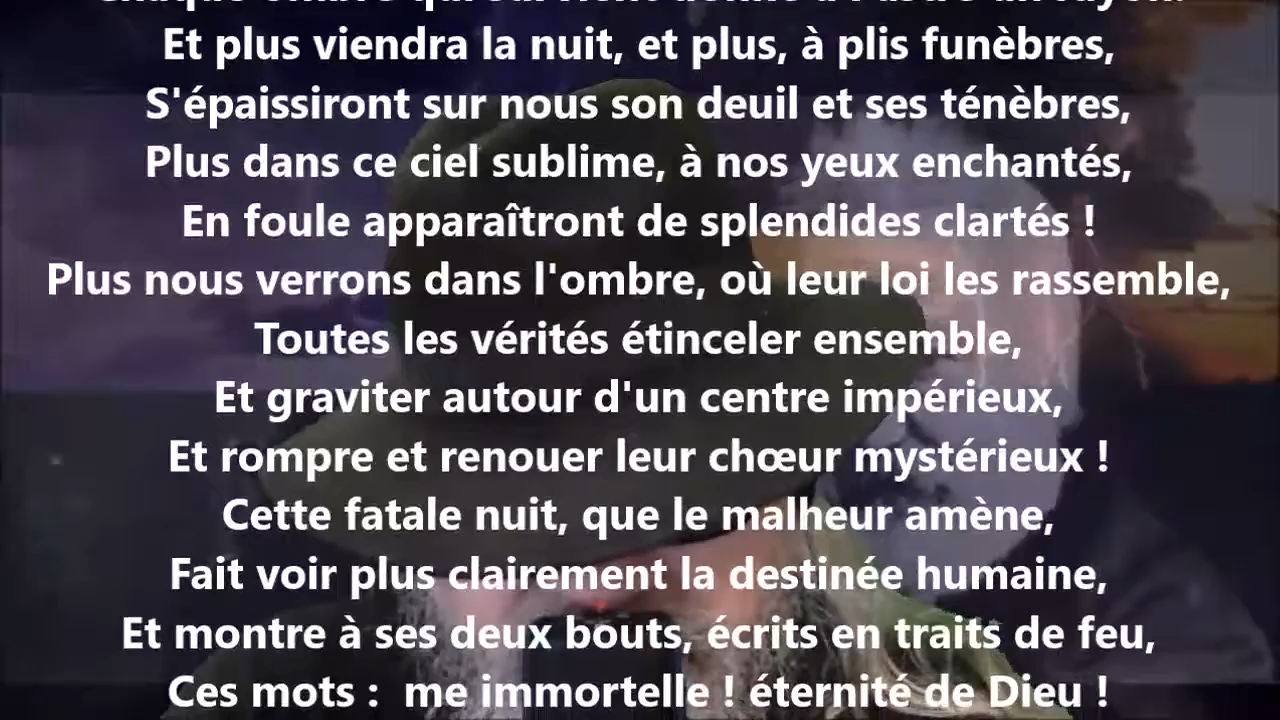 Et plus viendra la nuit, et plus, à plis funèbres,
S'épaissiront sur nous son deuil et ses ténèbres,
Plus dans ce ciel sublime, à nos yeux enchantés,
En foule apparaîtront de splendides clartés !
Plus nous verrons dans l'ombre, où leur loi les rassemble,
Toutes les vérités étinceler ensemble,
Et graviter autour d'un centre impérieux,
Et rompre et renouer leur chœur mystérieux !
Cette fatale nuit, que le malheur amène,
Fait voir plus clairement la destinée humaine,
Et montre à ses deux bouts, écrits en traits de feu,
Ces mots :  me immortelle ! éternité de Dieu !